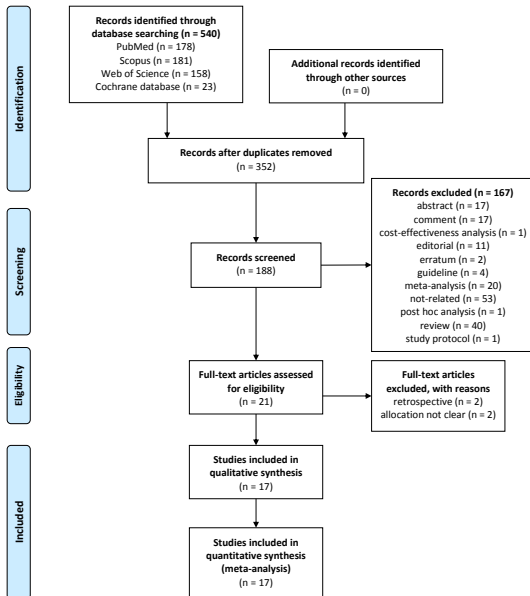 Identification
Records identified through
database searching (n = 540)
PubMed (n = 178)
Scopus (n = 181)
Web of Science (n = 158)
Cochrane database (n = 23)
Additional records identified
through other sources
(n = 0)
Records after duplicates removed
(n = 352)
Screening
Records screened
(n = 188)
Records excluded (n = 167)
abstract (n = 17)
comment (n = 17)
cost-effectiveness analysis (n = 1)
editorial (n = 11)
erratum (n = 2)
guideline (n = 4)
meta-analysis (n = 20)
not-related (n = 53)
post hoc analysis (n = 1)
review (n = 40)
study protocol (n = 1)
Eligibility
Full-text articles assessed
for eligibility
(n = 21)
Full-text articles
excluded, with reasons
retrospective (n = 2)
allocation not clear (n = 2)
Included
Studies included in
qualitative synthesis
(n = 17)
Studies included in
quantitative synthesis
(meta-analysis)
(n = 17)